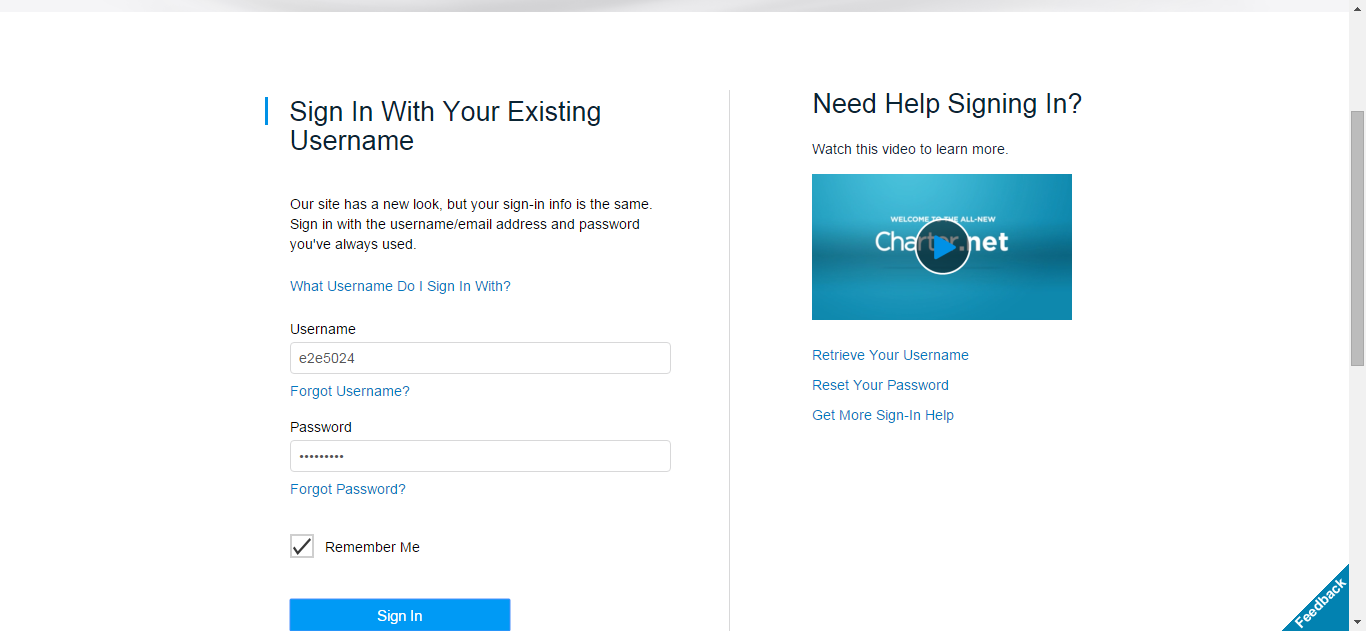 Sign In With Your Existing
Username
Our site has a new look, but your sign-in info is the same.
Sign in with the username/email address and password
you've always used.
What Username Do I Sign In With?
Username
e2e5024
Forgot Username?
Password
•••••••••
Forgot Password?
Remember Me
Sign In
Need Help Signing In?
Watch this video to learn more.
WELCOME TO THE ALL-NEW
Charter.net
Retrieve Your Username
Reset Your Password
Get More Sign-In Help
Feedback